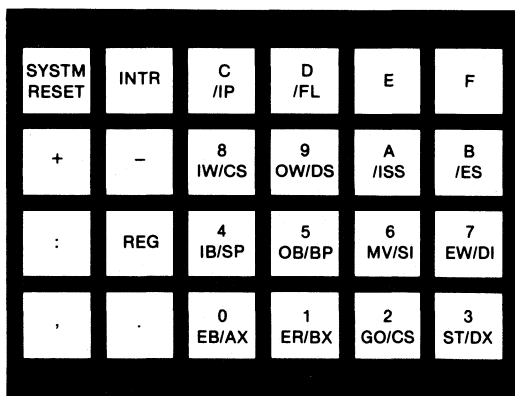 SYSTM RESET
INTR
C /IP
D /FL
E
F
+
-
8 IW/CS
9 OW/DS
A /ISS
B /ES
:
REG
4 IB/SP
5 OB/BP
6 MV/SI
7 EW/DI
,
.
0 EB/AX
1 ER/BX
2 GO/CS
3 ST/DX